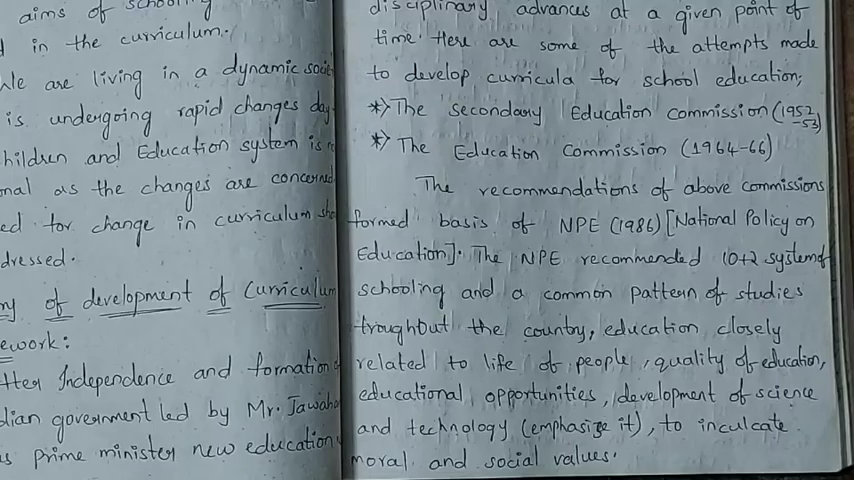 aims of schooling
in the curriculum.
We are living in a dynamic soci
is undergoing rapid changes day
hildren and Education system is
onal as the changes are concerned
ed for change in curriculum sho
dressed.
ry of development of Curriculum
ework:
fter Independence and formation
dian government led by Mr. Jawaha
s prime minister new education
disciplinary advances at a given point of
time. Here are some of the attempts made
to develop curricula for school education;
*) The Secondary Education Commission (1952
-53)
*) The Education Commission (1964-66)
The recommendations of above commissions
formed basis of NPE (1986) [National Policy on
Education]. The NPE recommended 10+2 system of
schooling and a common pattern of studies
troughout the country, education closely
related to life of people, quality of education,
educational opportunities, development of science
and technology (emphasize it), to inculcate
moral and social values.